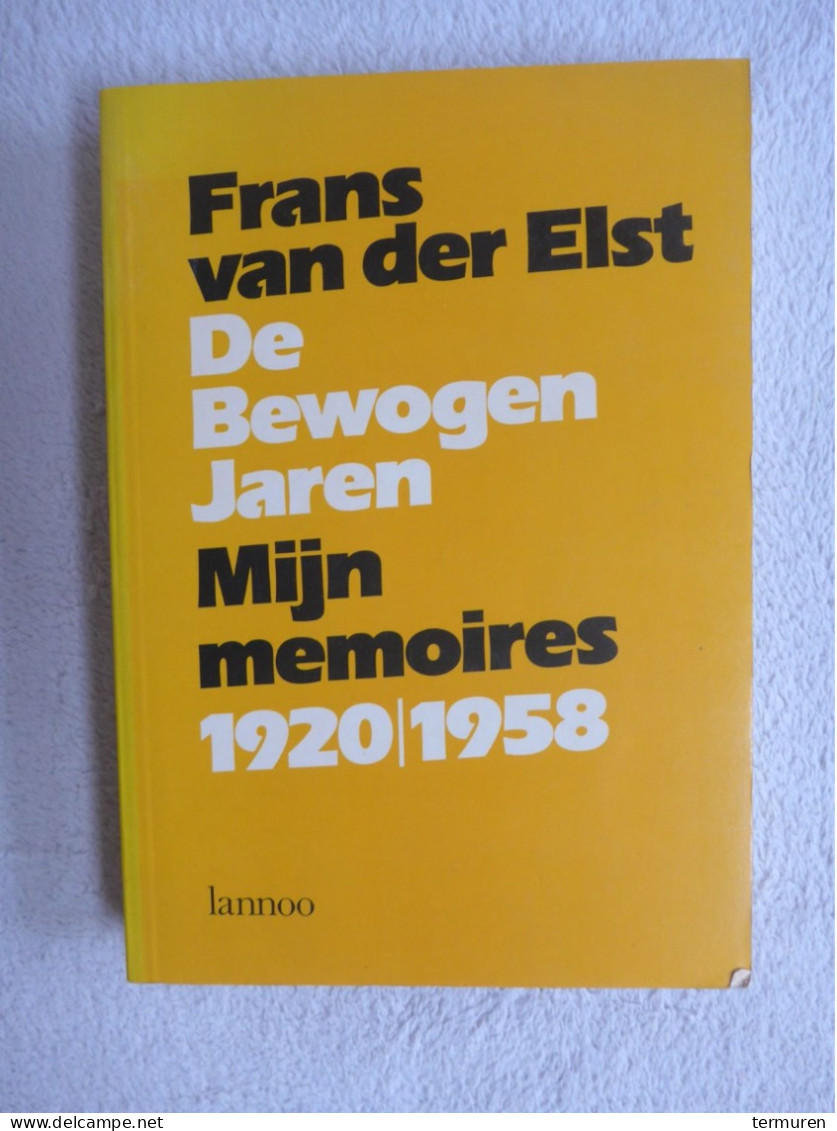 Frans
van der Elst
De
Bewogen
Jaren
Mijn
memoires
1920|1958
lannoo
www.delcampe.net
termuren